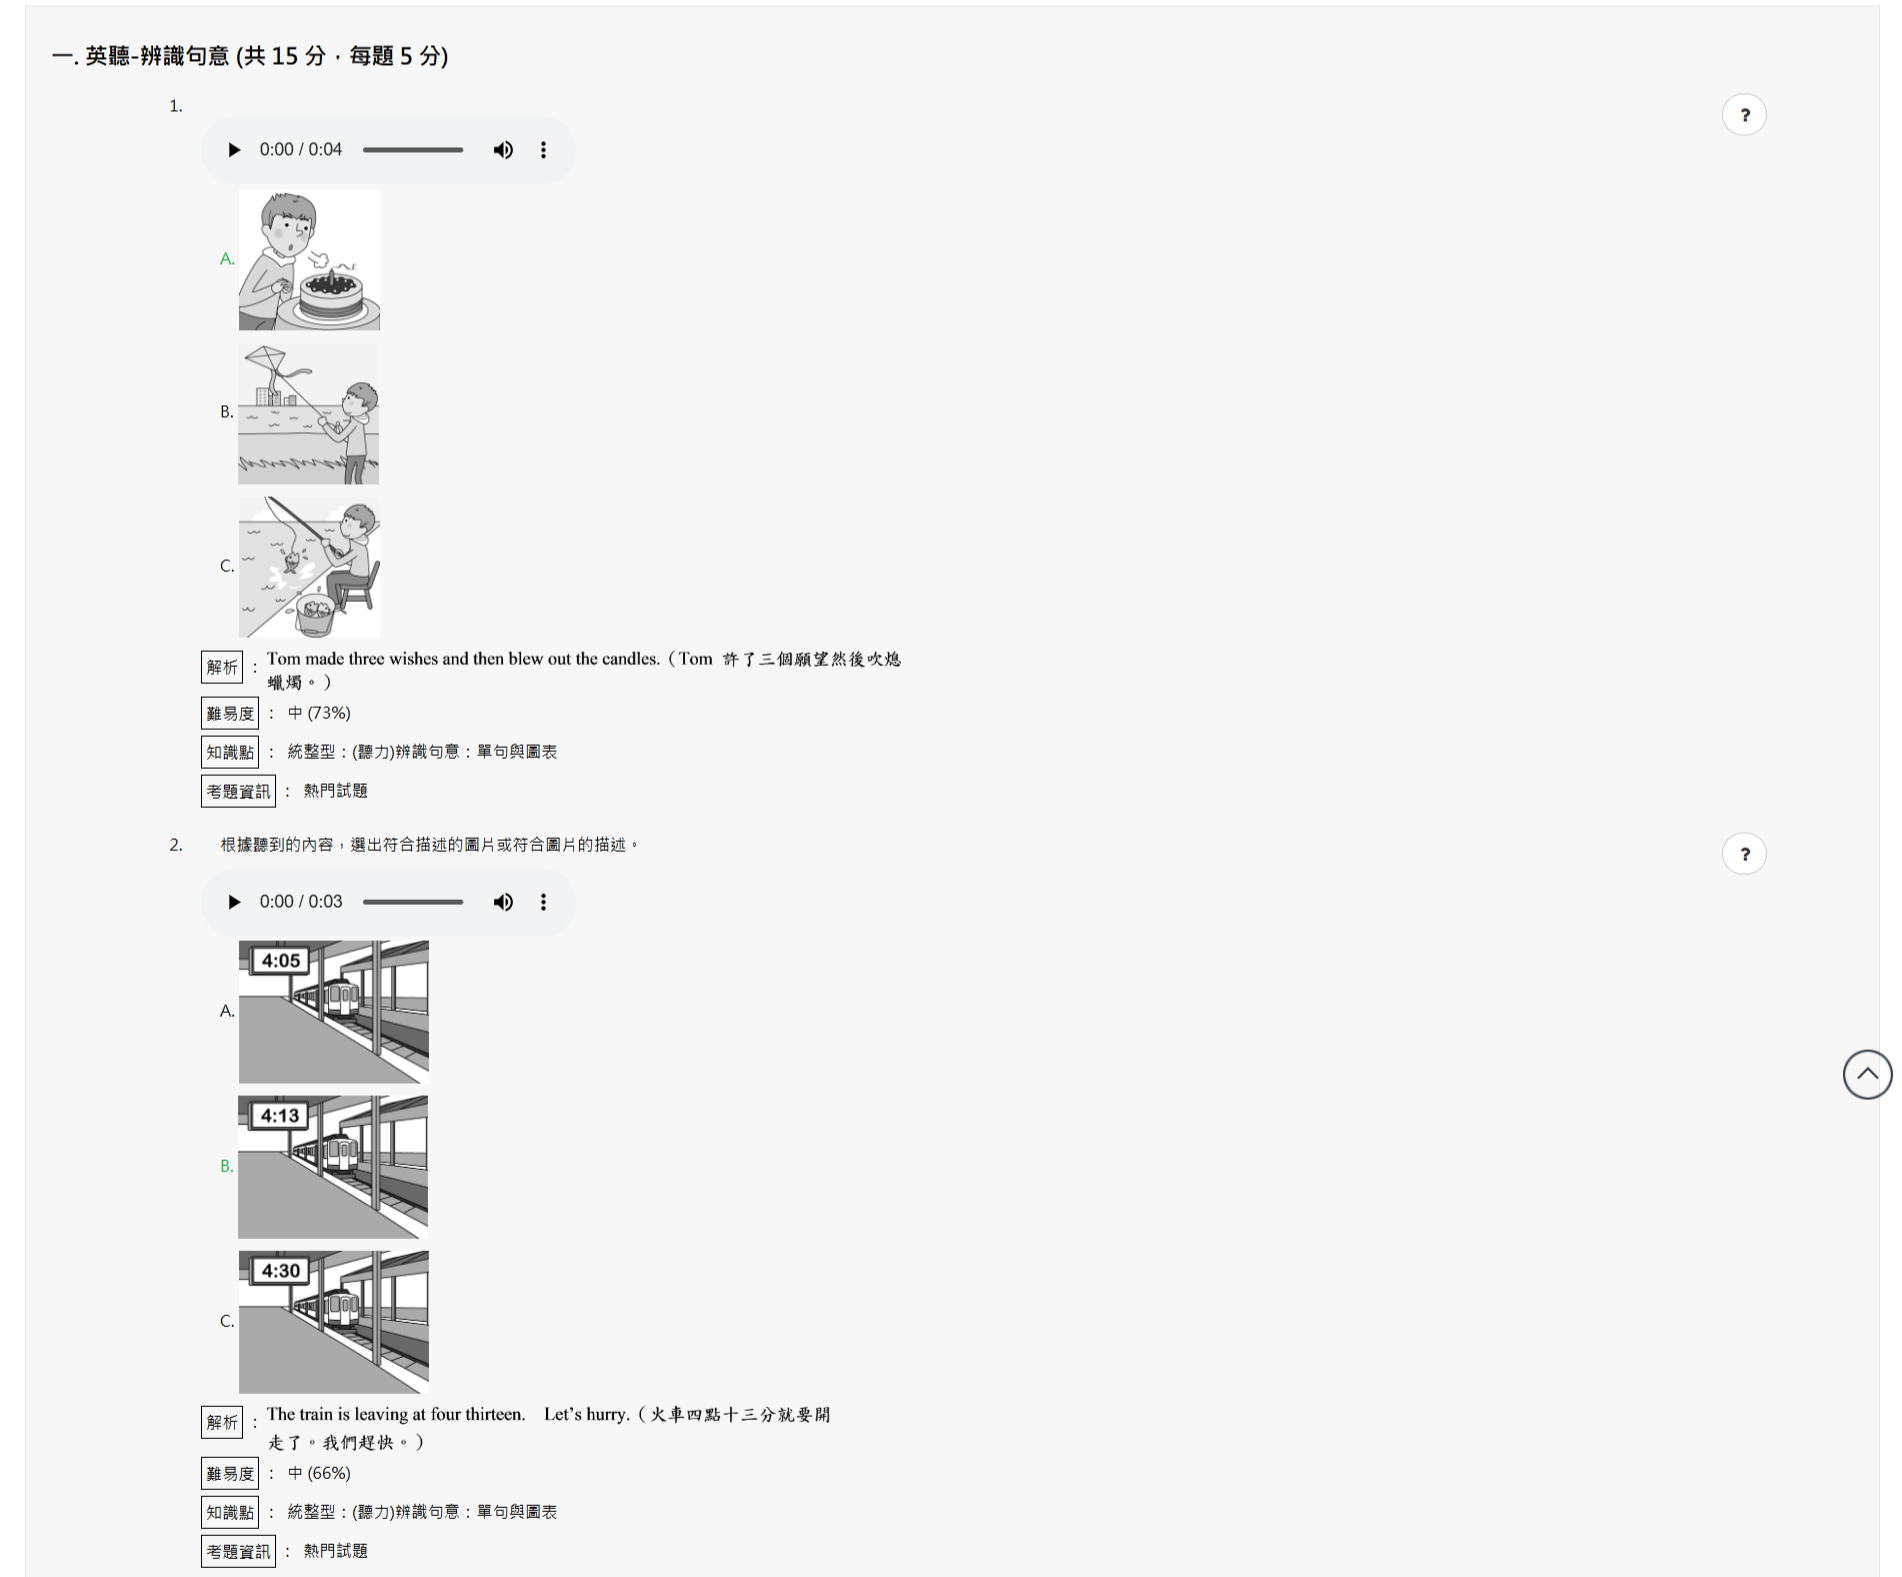 一. 英聽-辨識句意 (共 15 分，每題 5 分)
1.
?
0:00 / 0:04
A.
B.
C.
解析 : Tom made three wishes and then blew out the candles.（Tom 許了三個願望然後吹熄
蠟燭。）
難易度 : 中 (73%)
知識點 : 統整型：(聽力)辨識句意：單句與圖表
考題資訊 : 熱門試題
2. 根據聽到的內容，選出符合描述的圖片或符合圖片的描述。
?
0:00 / 0:03
4:05
A.
4:13
B.
4:30
C.
解析 : The train is leaving at four thirteen. Let's hurry.（火車四點十三分就要開
走了。我們趕快。）
難易度 : 中 (66%)
知識點 : 統整型：(聽力)辨識句意：單句與圖表
考題資訊 : 熱門試題